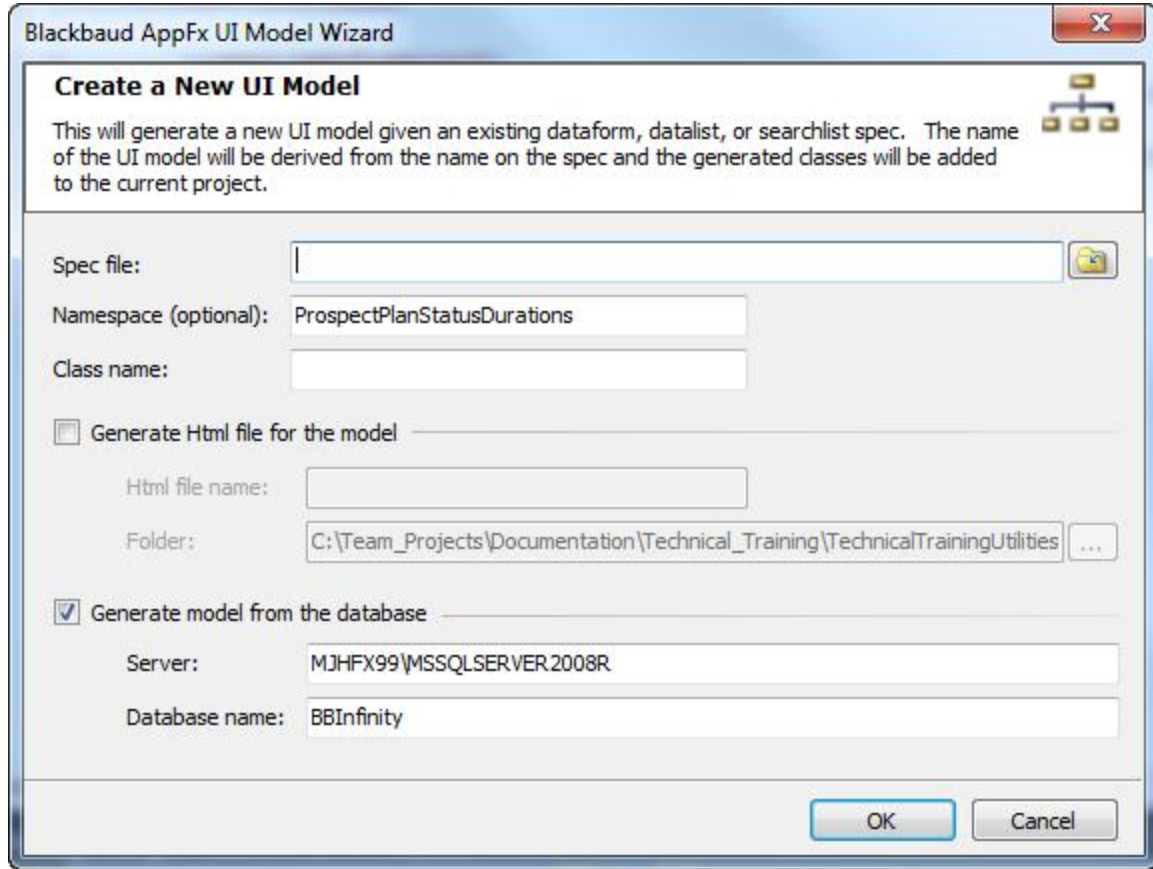 Blackbaud AppFx UI Model Wizard
Create a New UI Model
This will generate a new UI model given an existing dataform, datalist, or searchlist spec. The name
of the UI model will be derived from the name on the spec and the generated classes will be added
to the current project.
Spec file:
Namespace (optional): ProspectPlanStatusDurations
Class name:
Generate Html file for the model
Html file name:
Folder: C:\Team_Projects\Documentation\Technical_Training\TechnicalTrainingUtilities ...
Generate model from the database
Server: MJHFX99\MSSQLSERVER2008R
Database name: BBInfinity
OK Cancel